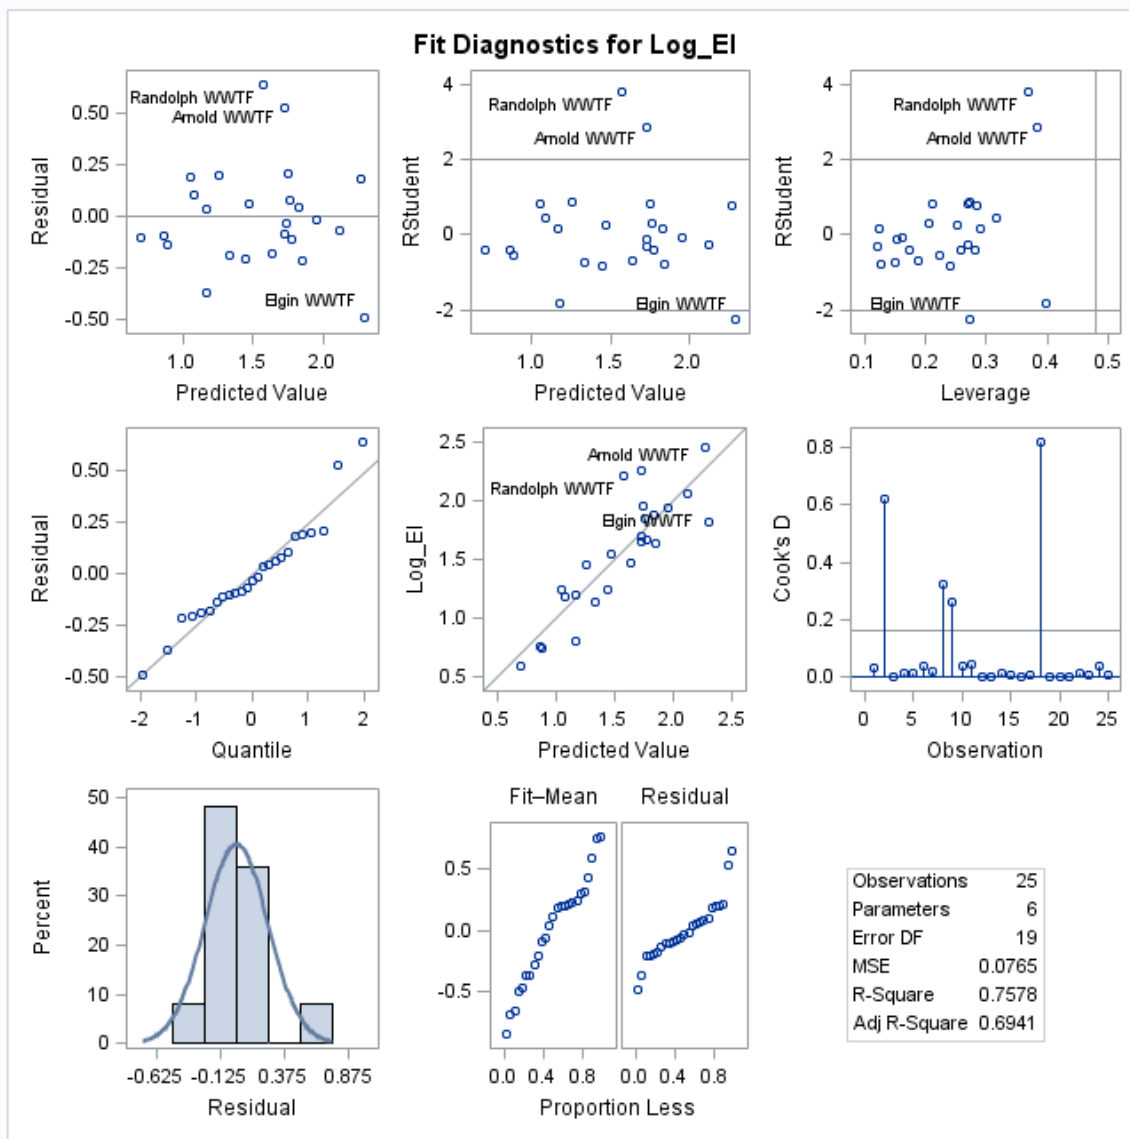 Fit Diagnostics for Log_EI
Residual
0.50
0.25
0.00
-0.25
-0.50
Randolph WWTF
Arnold WWTF
Elgin WWTF
1.0 1.5 2.0
Predicted Value
RStudent
4
2
0
-2
Randolph WWTF
Arnold WWTF
Elgin WWTF
1.0 1.5 2.0
Predicted Value
RStudent
4
2
0
-2
Randolph WWTF
Arnold WWTF
Elgin WWTF
0.1 0.2 0.3 0.4 0.5
Leverage
Residual
0.50
0.25
0.00
-0.25
-0.50
-2 -1 0 1 2
Quantile
Log_EI
2.5
2.0
1.5
1.0
0.5
Arnold WWTF
Randolph WWTF
Elgin WWTF
0.5 1.0 1.5 2.0 2.5
Predicted Value
Cook's D
0.8
0.6
0.4
0.2
0.0
0 5 10 15 20 25
Observation
Percent
50
40
30
20
10
0
-0.625 -0.125 0.375 0.875
Residual
Fit–Mean Residual
0.5
0.0
-0.5
0.0 0.4 0.8 0.0 0.4 0.8
Proportion Less
Observations 25
Parameters 6
Error DF 19
MSE 0.0765
R-Square 0.7578
Adj R-Square 0.6941